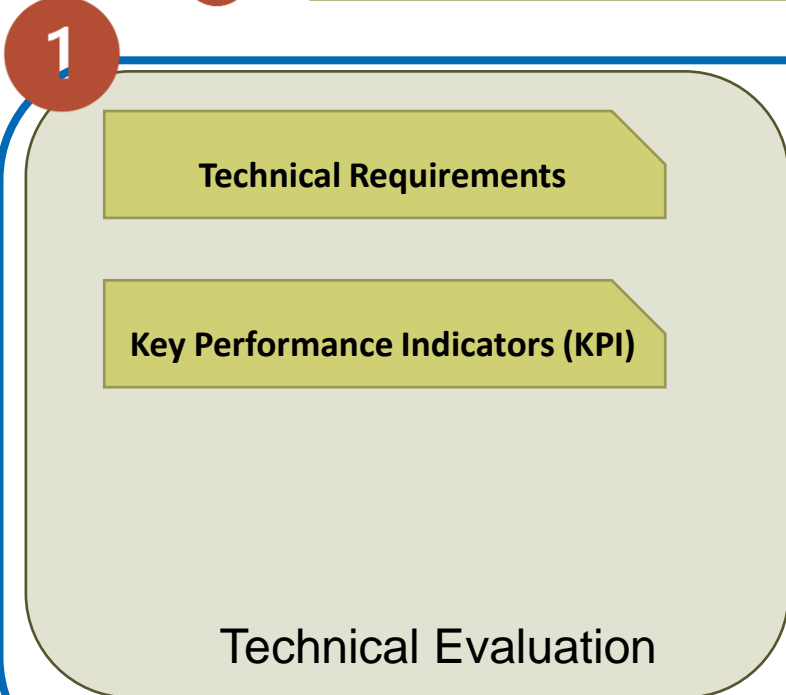 1
Technical Requirements
Key Performance Indicators (KPI)
Technical Evaluation